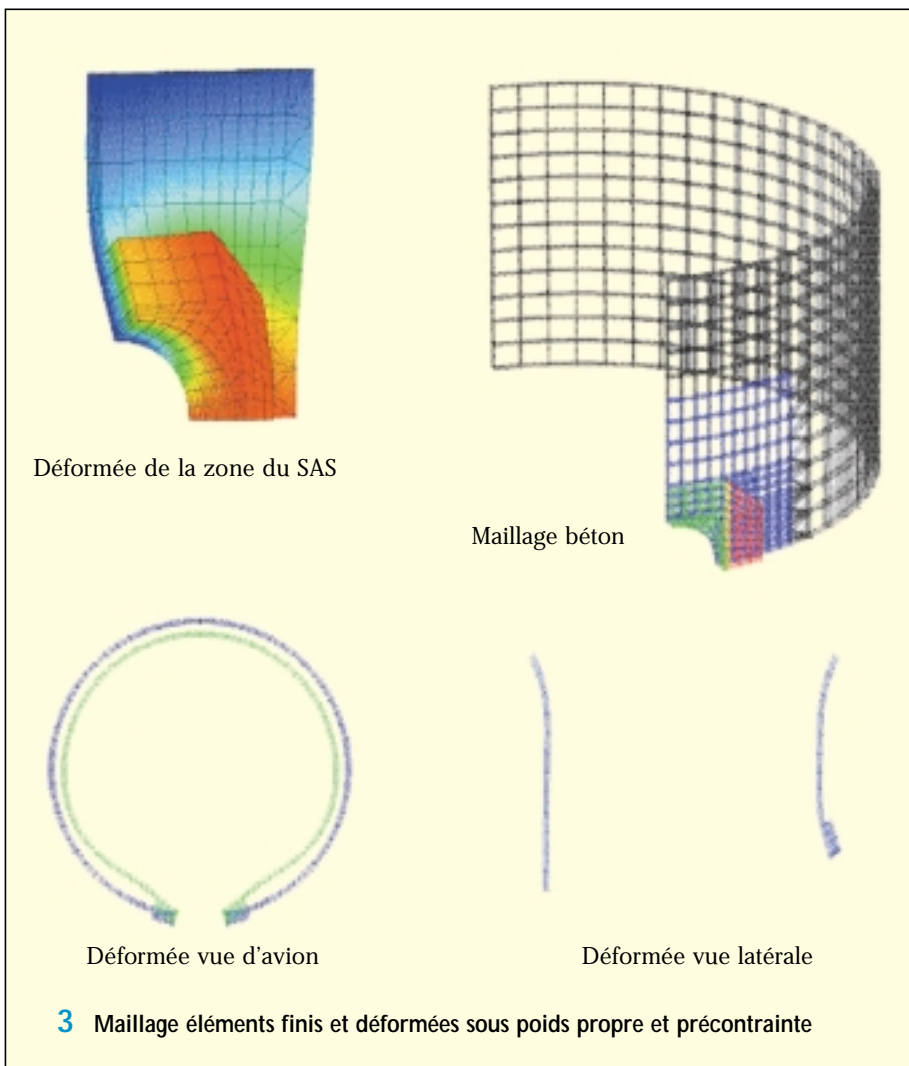 Déformée de la zone du SAS
Maillage béton
Déformée vue d'avion
Déformée vue latérale
3 Maillage éléments finis et déformées sous poids propre et précontrainte